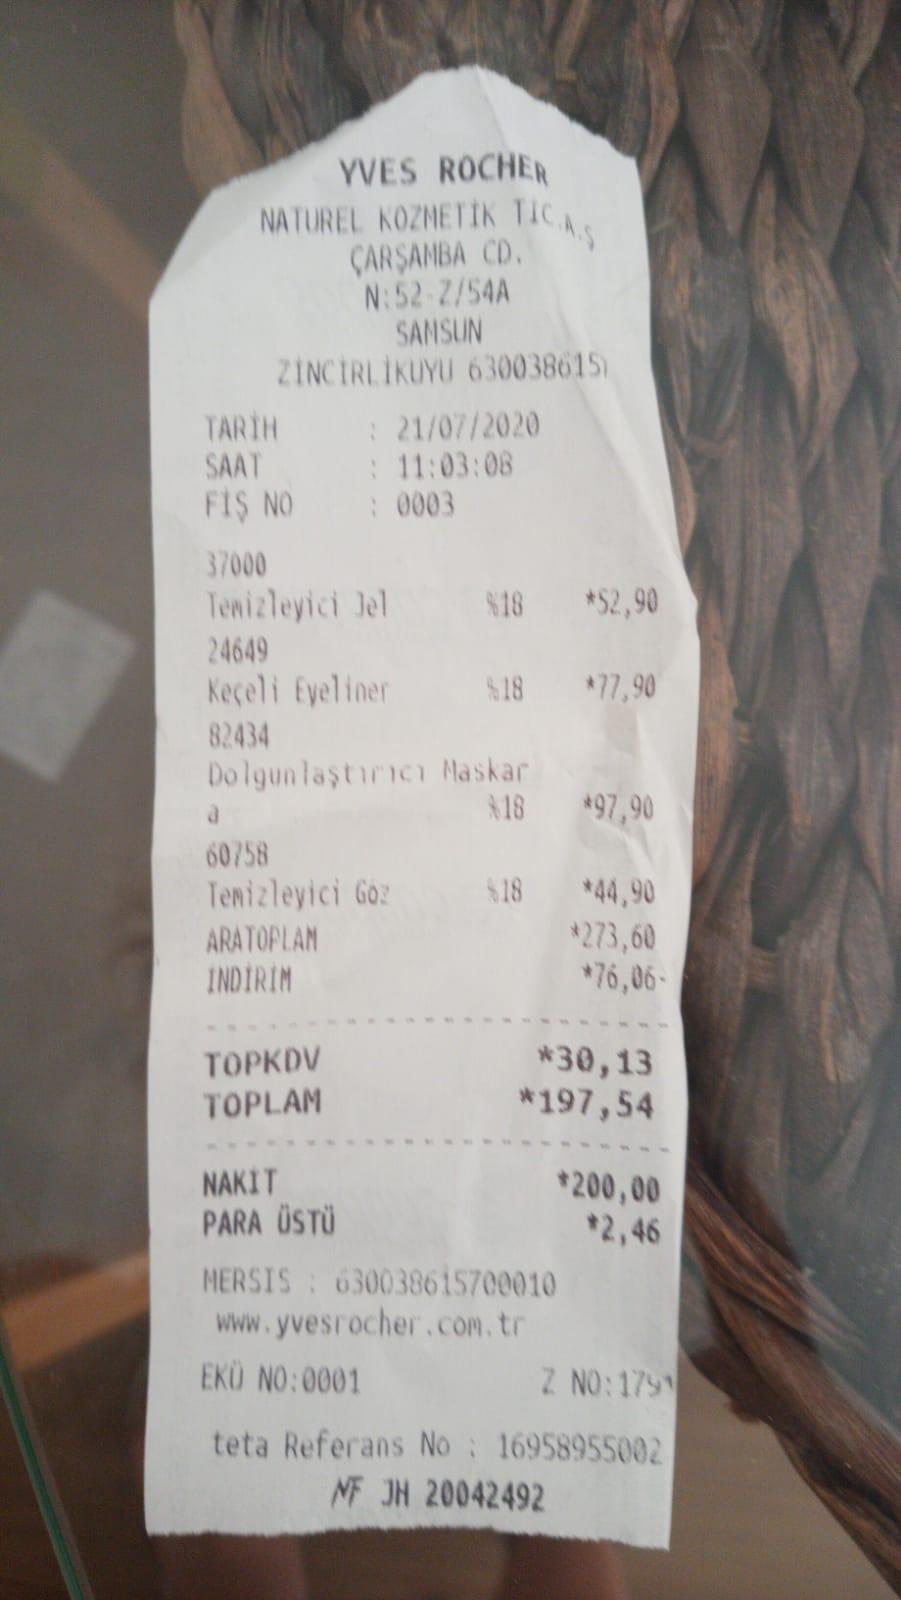 YVES ROCHER
NATUREL KOZMETİK TİC.A.Ş
ÇARŞAMBA CD.
N:52-Z/54A
SAMSUN
ZİNCİRLİKUYU 630038615
TARİH : 21/07/2020
SAAT : 11:03:08
FİŞ NO : 0003
37000
Temizleyici Jel %18 *52,90
24649
Keçeli Eyeliner %18 *77,90
82434
Dolgunlaştırıcı Maskar
a %18 *97,90
60758
Temizleyici Göz %18 *44,90
ARATOPLAM *273,60
İNDİRİM *76,06-
TOPKDV *30,13
TOPLAM *197,54
NAKİT *200,00
PARA ÜSTÜ *2,46
MERSIS : 630038615700010
www.yvesrocher.com.tr
EKÜ NO:0001 Z NO:179
teta Referans No : 16958955002
MF JH 20042492